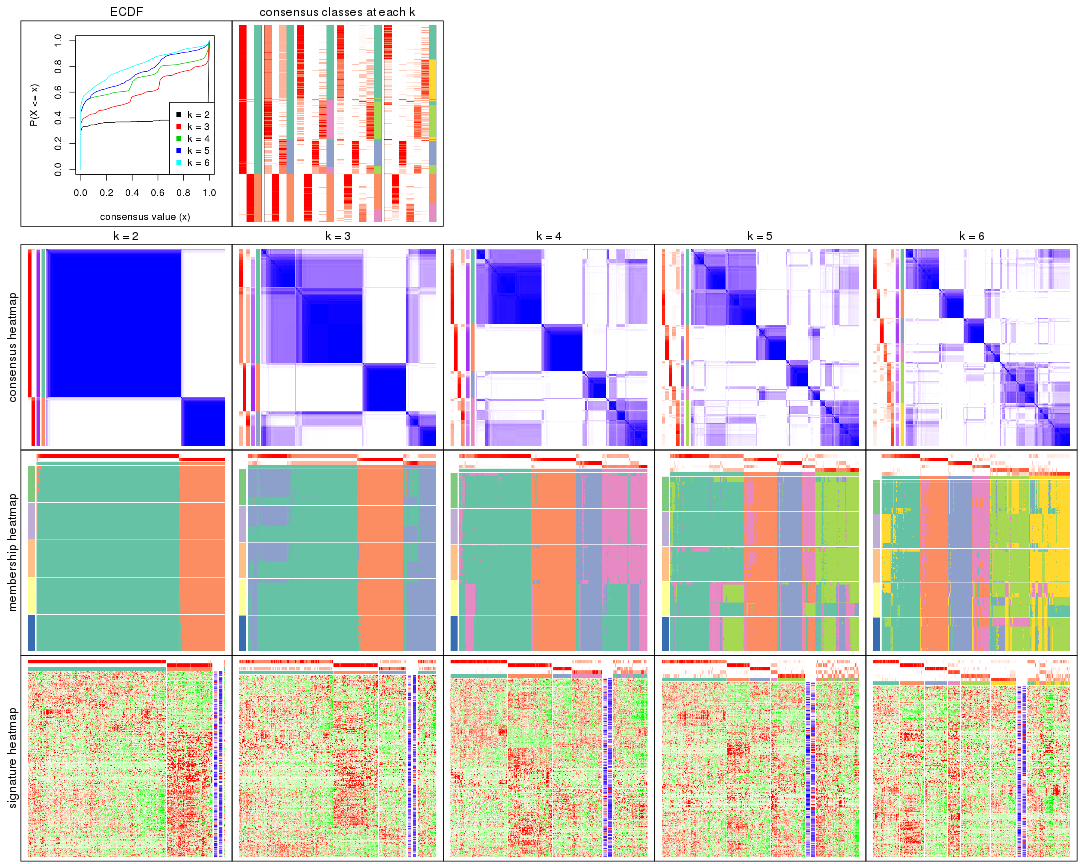 ECDF
consensus classes at each k
P(X <= x)
0.0 0.2 0.4 0.6 0.8 1.0
k = 2
k = 3
k = 4
k = 5
k = 6
0.0 0.2 0.4 0.6 0.8 1.0
consensus value (x)
k = 2
k = 3
k = 4
k = 5
k = 6
consensus heatmap
membership heatmap
signature heatmap